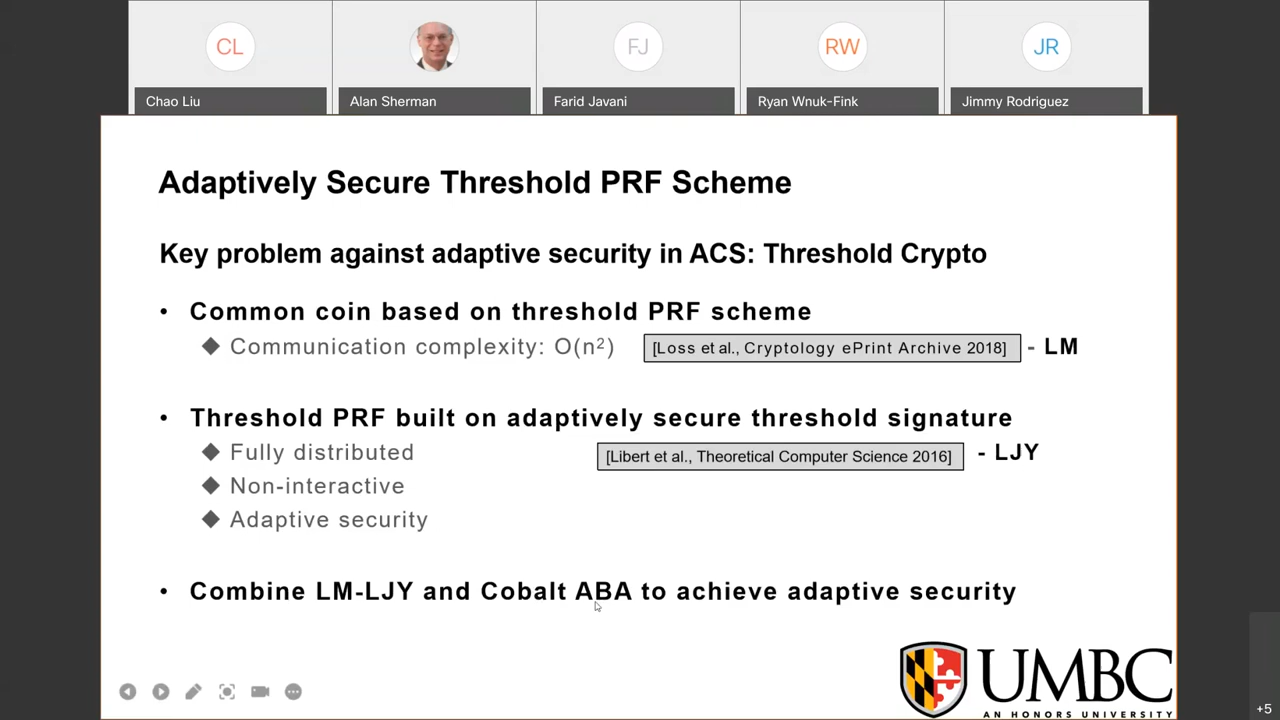 CL
FJ
RW
JR
Chao Liu
Alan Sherman
Farid Javani
Ryan Wnuk-Fink
Jimmy Rodriguez
Adaptively Secure Threshold PRF Scheme
Key problem against adaptive security in ACS: Threshold Crypto
• Common coin based on threshold PRF scheme
◆ Communication complexity: O(n²) [Loss et al., Cryptology ePrint Archive 2018] - LM
• Threshold PRF built on adaptively secure threshold signature
◆ Fully distributed [Libert et al., Theoretical Computer Science 2016] - LJY
◆ Non-interactive
◆ Adaptive security
• Combine LM-LJY and Cobalt ABA to achieve adaptive security
UMBC
AN HONORS UNIVERSITY
+5